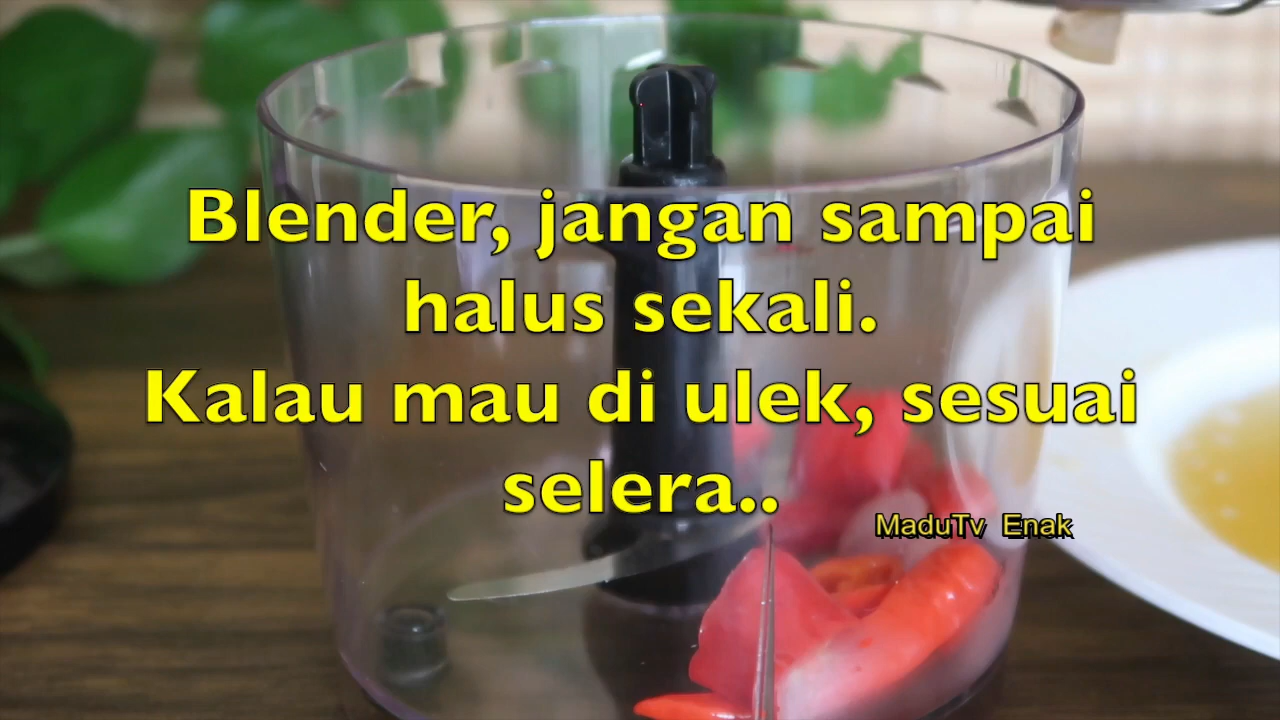 Blender, jangan sampai
halus sekali.
Kalau mau di ulek, sesuai
selera..
MaduTv Enak